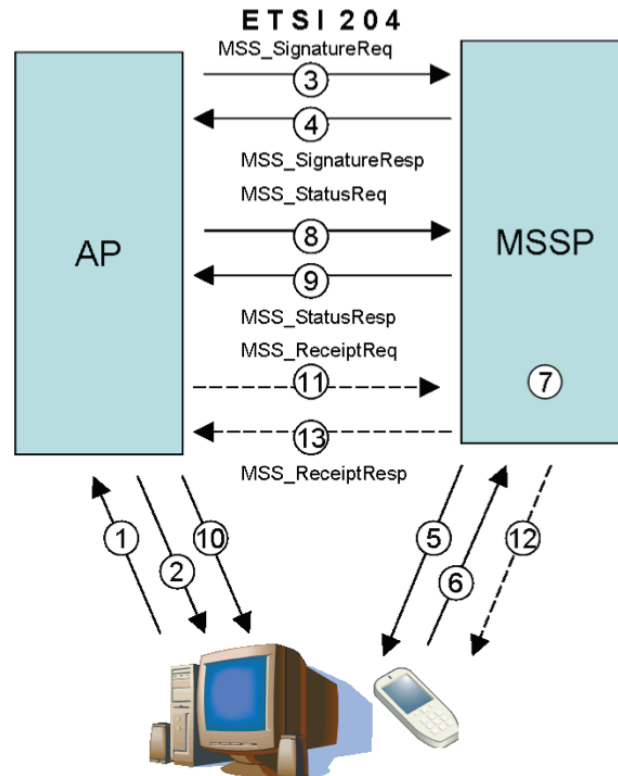 ETSI 204
MSS_SignatureReq
3
4
MSS_SignatureResp
MSS_StatusReq
AP
8
MSSP
9
MSS_StatusResp
MSS_ReceiptReq
11
7
13
MSS_ReceiptResp
1
2
10
5
6
12